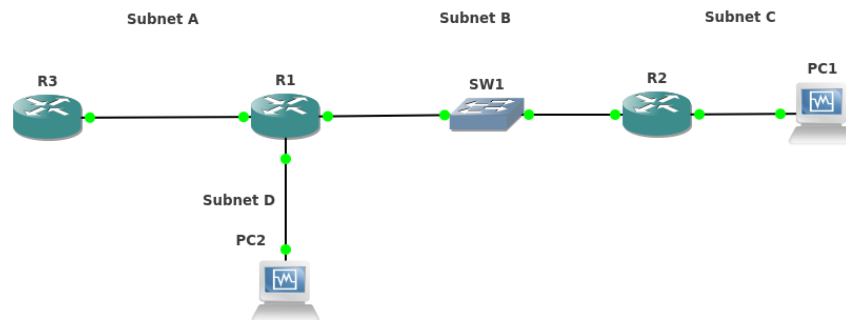 Subnet A
Subnet B
Subnet C
R3
R1
SW1
R2
PC1
Subnet D
PC2